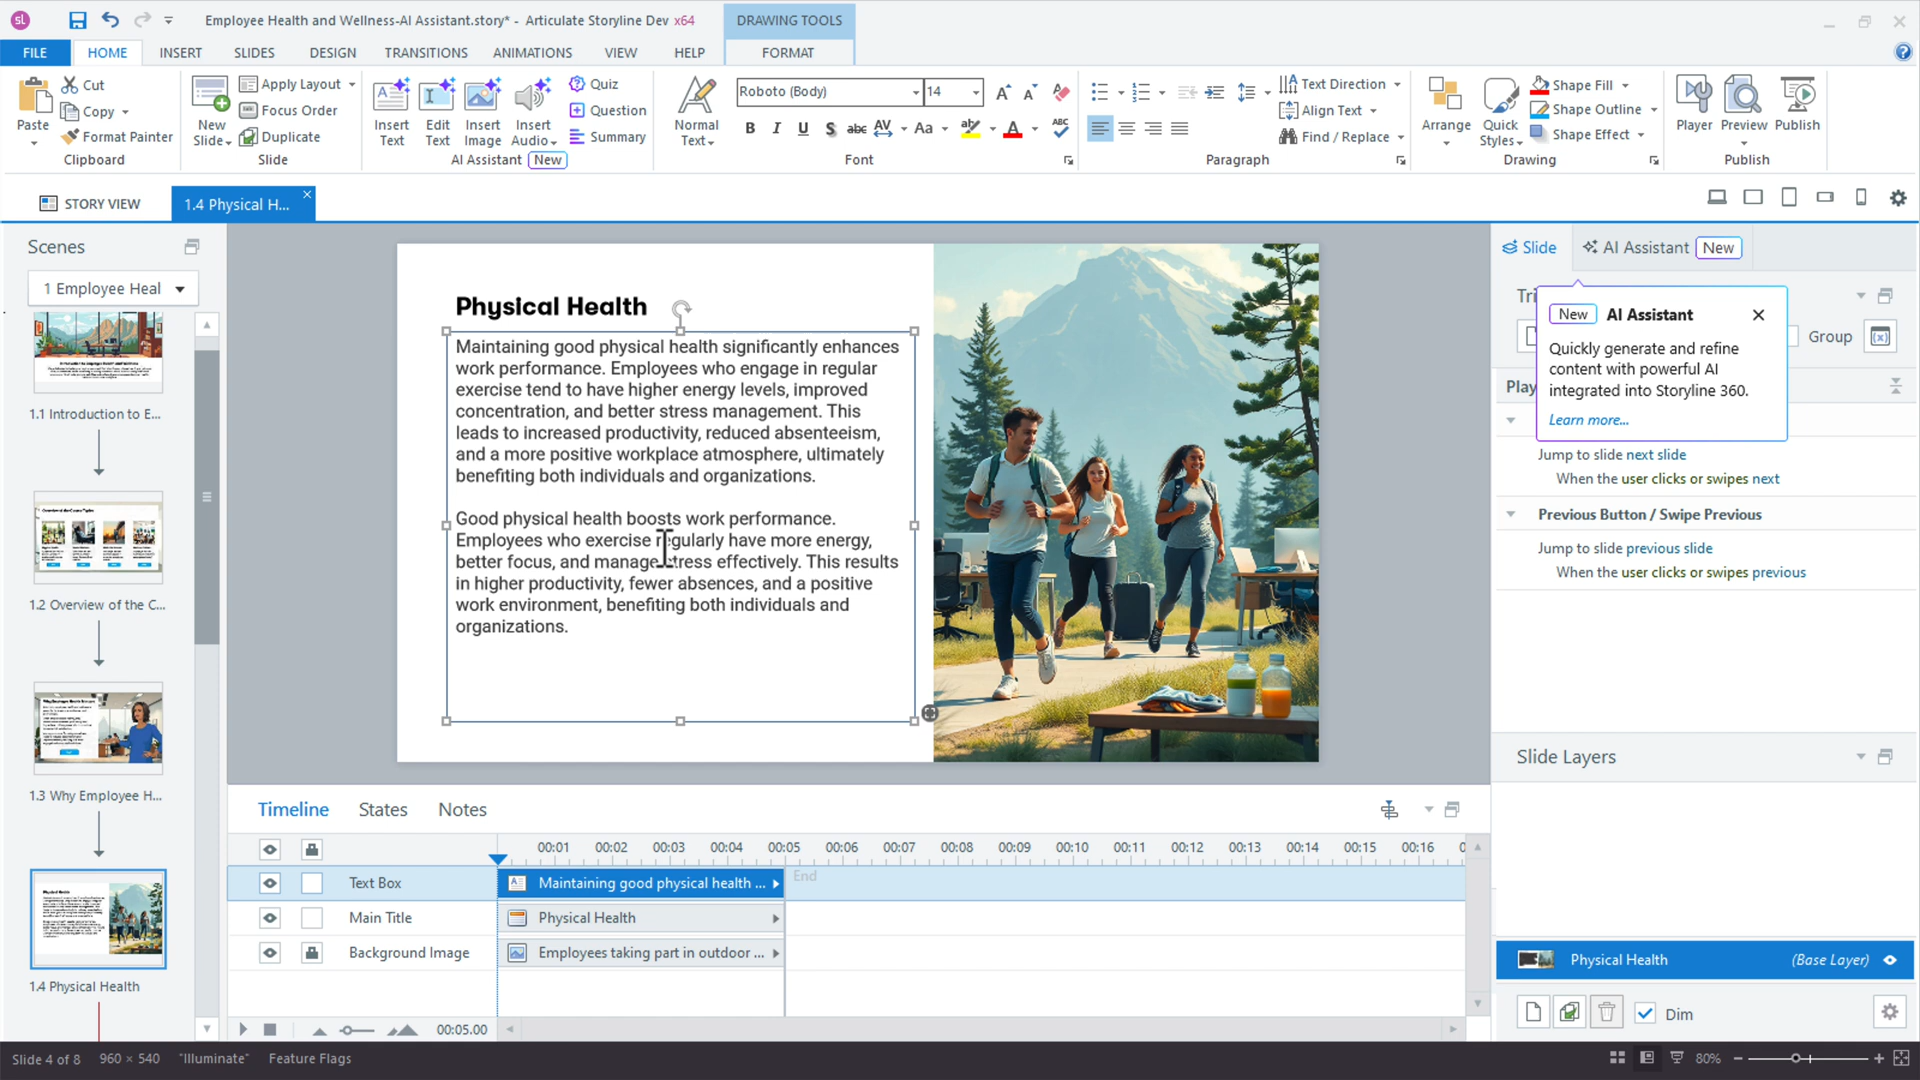 sl
Employee Health and Wellness-AI Assistant.story* - Articulate Storyline Dev x64
DRAWING TOOLS
FILE HOME INSERT SLIDES DESIGN TRANSITIONS ANIMATIONS VIEW HELP FORMAT
Paste Cut Copy Format Painter Clipboard
New Slide Apply Layout Focus Order Duplicate Slide
Insert Text Edit Text Insert Image Insert Audio Quiz Question Summary AI Assistant New
Normal Text Roboto (Body) 14 B I U S abc AV Aa A ABC Font
Text Direction Align Text Find / Replace Paragraph
Arrange Quick Styles Shape Fill Shape Outline Shape Effect Drawing
Player Preview Publish Publish
STORY VIEW
1.4 Physical H...
Scenes
1 Employee Heal
1.1 Introduction to E...
1.2 Overview of the C...
1.3 Why Employee H...
1.4 Physical Health
Physical Health
Maintaining good physical health significantly enhances
work performance. Employees who engage in regular
exercise tend to have higher energy levels, improved
concentration, and better stress management. This
leads to increased productivity, reduced absenteeism,
and a more positive workplace atmosphere, ultimately
benefiting both individuals and organizations.
Good physical health boosts work performance.
Employees who exercise regularly have more energy,
better focus, and manage stress effectively. This results
in higher productivity, fewer absences, and a positive
work environment, benefiting both individuals and
organizations.
Slide AI Assistant New
Tri
New AI Assistant
Quickly generate and refine
content with powerful AI
integrated into Storyline 360.
Learn more...
Group (x)
Play
Jump to slide next slide
When the user clicks or swipes next
Previous Button / Swipe Previous
Jump to slide previous slide
When the user clicks or swipes previous
Slide Layers
Physical Health (Base Layer)
Dim
Timeline States Notes
00:01 00:02 00:03 00:04 00:05 00:06 00:07 00:08 00:09 00:10 00:11 00:12 00:13 00:14 00:15 00:16
Text Box Maintaining good physical health ... End
Main Title Physical Health
Background Image Employees taking part in outdoor ...
00:05.00
Slide 4 of 8 960 × 540 "Illuminate" Feature Flags 80%